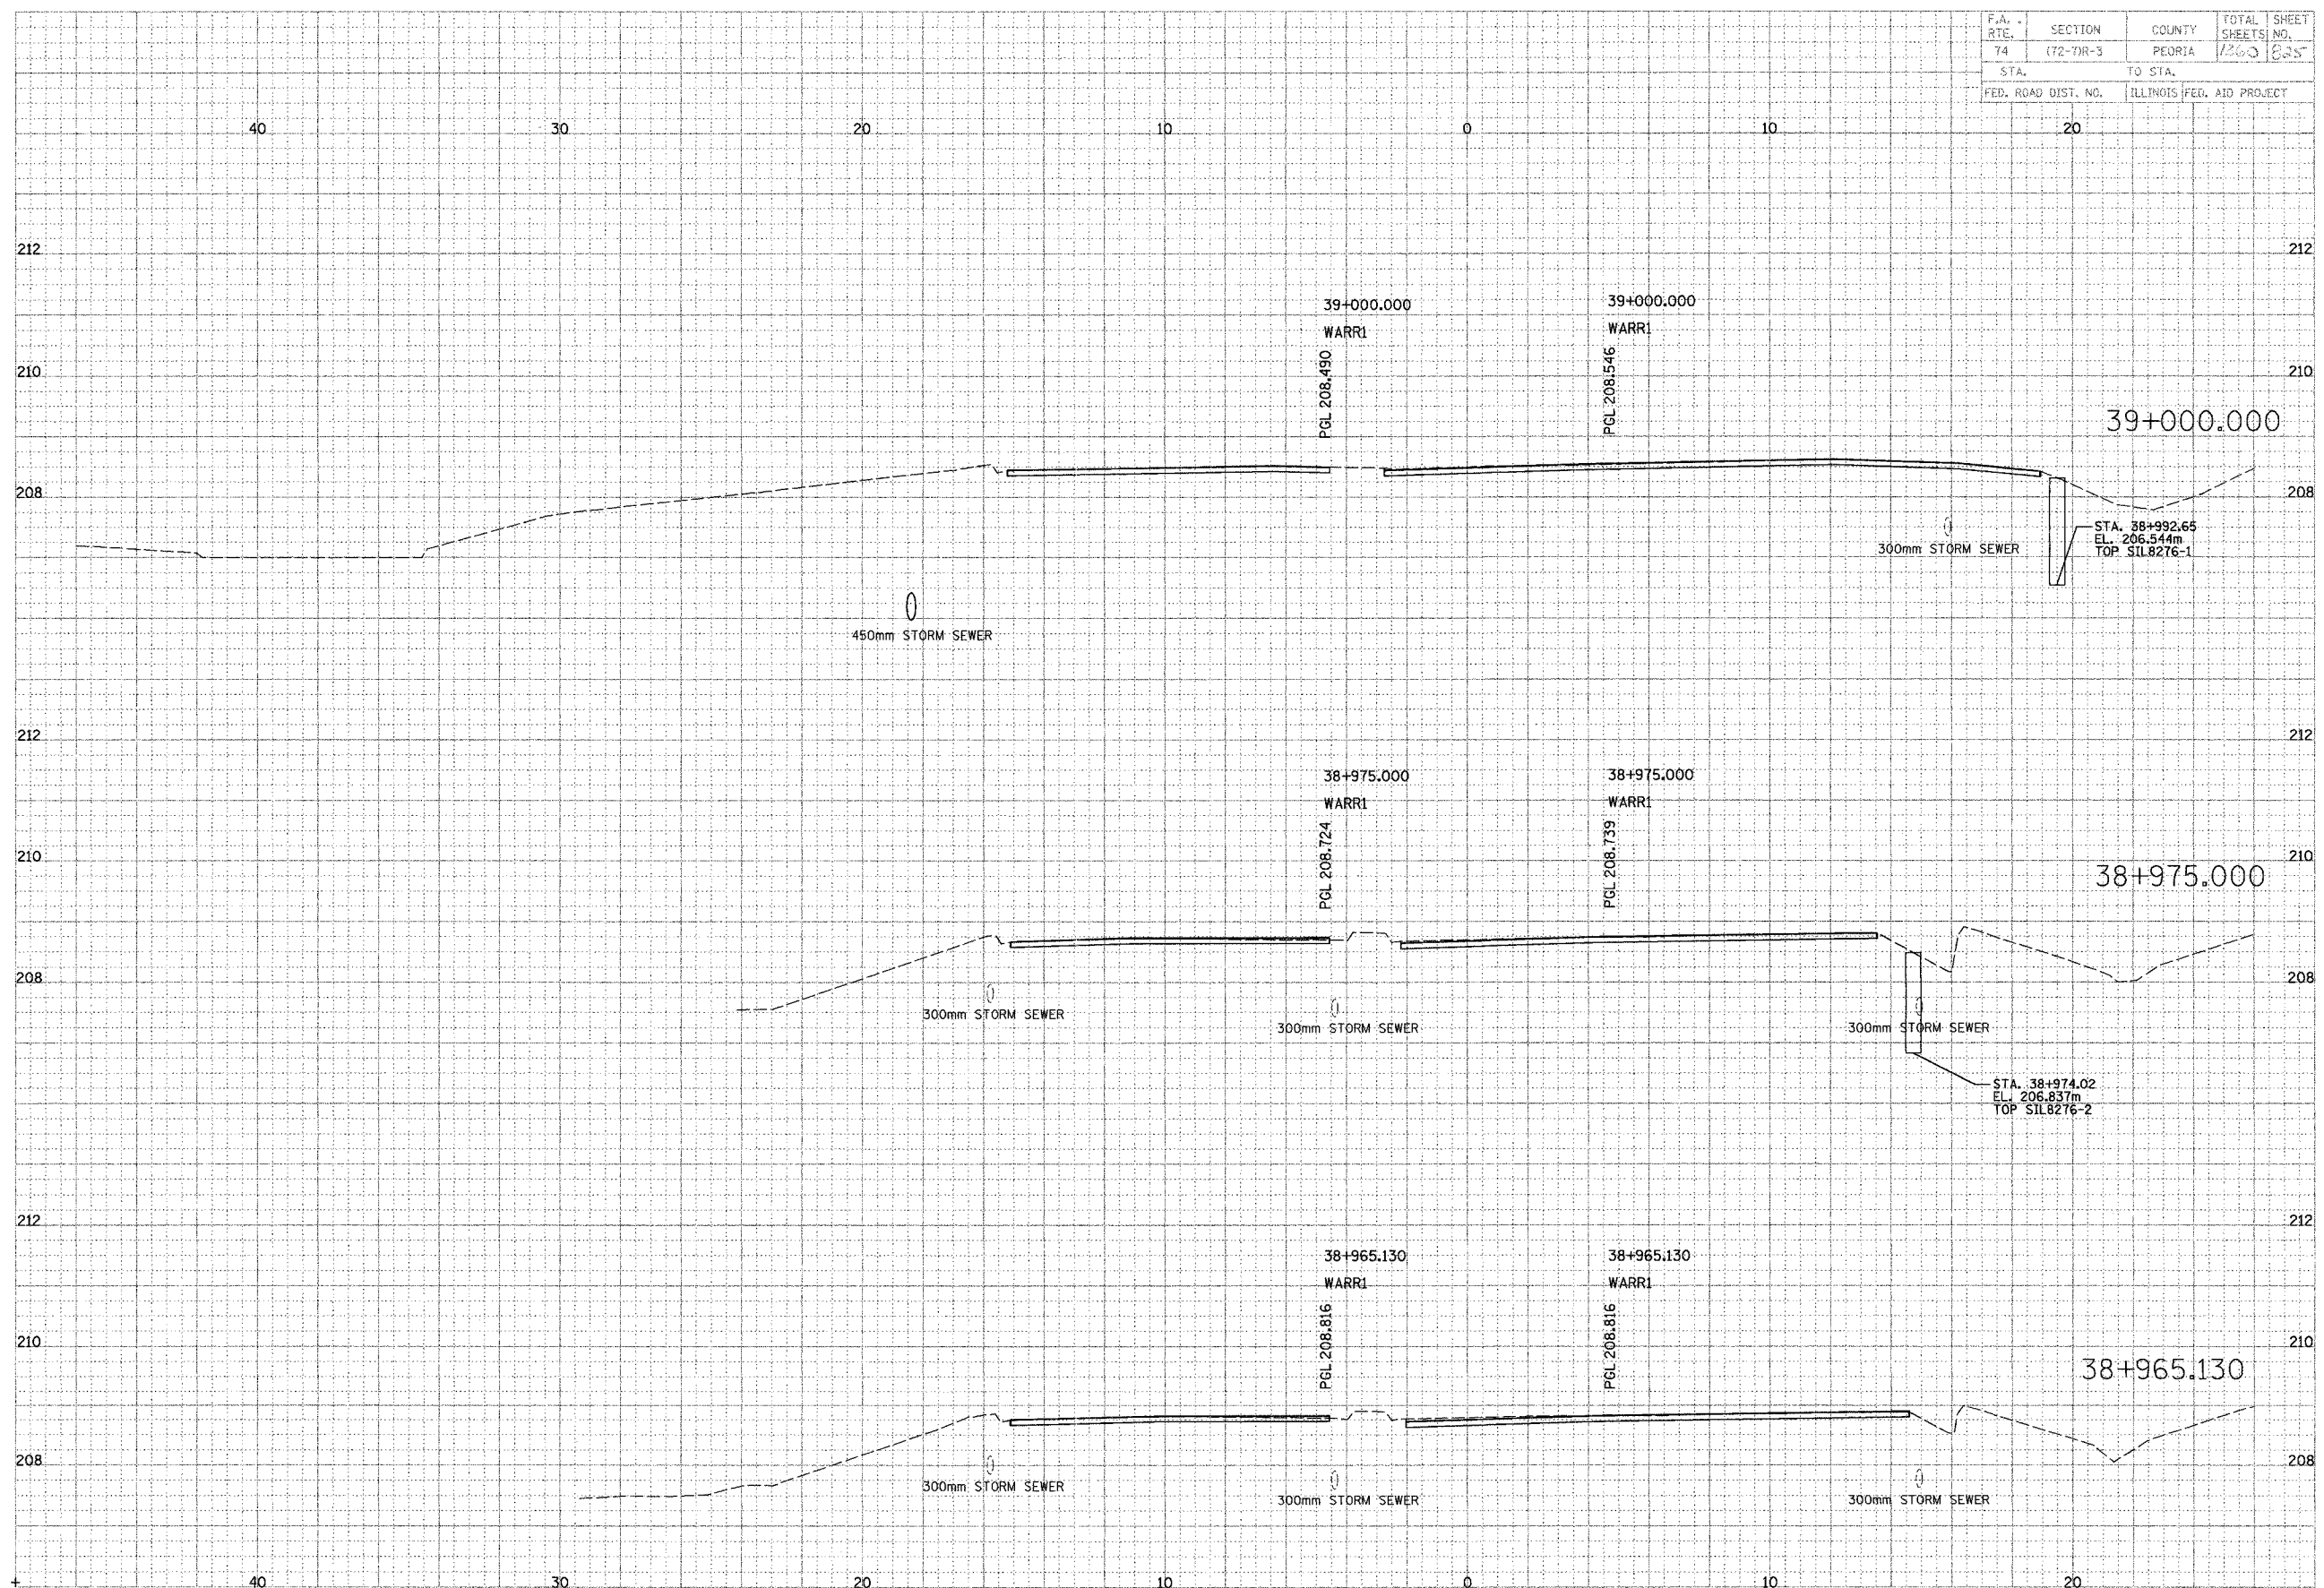 F.A. RTE. SECTION COUNTY TOTAL SHEETS SHEET NO.
74 (72-7)R-3 PEORIA 1360 825
STA. TO STA.
FED. ROAD DIST. NO. ILLINOIS FED. AID PROJECT
40 30 20 10 0 10 20
212 212
39+000.000 39+000.000
WARR1 WARR1
PGL 208.490 PGL 208.546
210 210
39+000.000
208 208
300mm STORM SEWER
STA. 38+992.65
EL. 206.544m
TOP SIL8276-1
450mm STORM SEWER
212 212
38+975.000 38+975.000
WARR1 WARR1
PGL 208.724 PGL 208.739
210 210
38+975.000
208 208
300mm STORM SEWER
300mm STORM SEWER
300mm STORM SEWER
STA. 38+974.02
EL. 206.837m
TOP SIL8276-2
212 212
38+965.130 38+965.130
WARR1 WARR1
PGL 208.816 PGL 208.816
210 210
38+965.130
208 208
300mm STORM SEWER
300mm STORM SEWER
300mm STORM SEWER
40 30 20 10 0 10 20